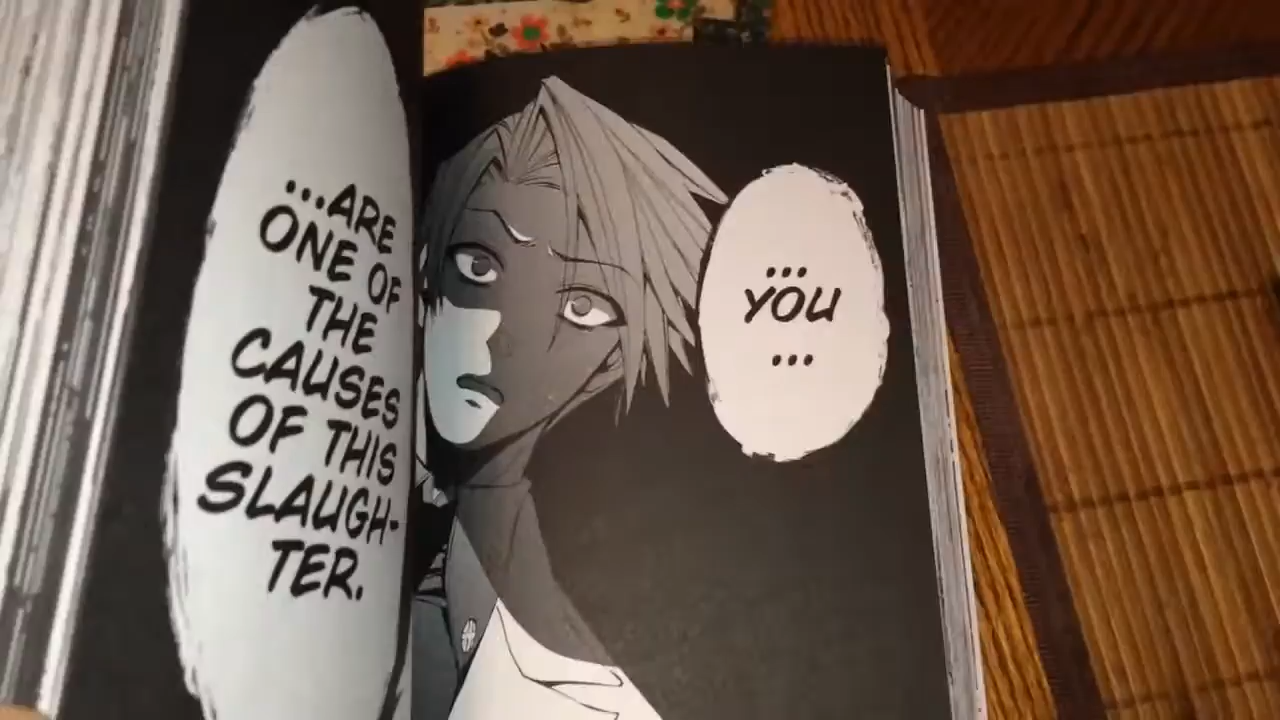 ...
YOU
...
...ARE
ONE OF
THE
CAUSES
OF THIS
SLAUGH-
TER.